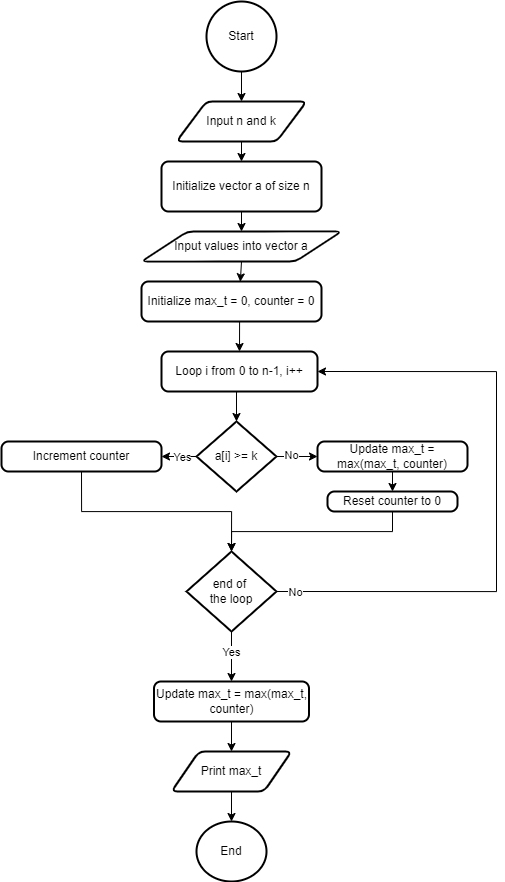 Start
Input n and k
Initialize vector a of size n
Input values into vector a
Initialize max_t = 0, counter = 0
Loop i from 0 to n-1, i++
Increment counter
Yes
a[i] >= k
No
Update max_t =
max(max_t, counter)
Reset counter to 0
end of
the loop
No
Yes
Update max_t = max(max_t,
counter)
Print max_t
End